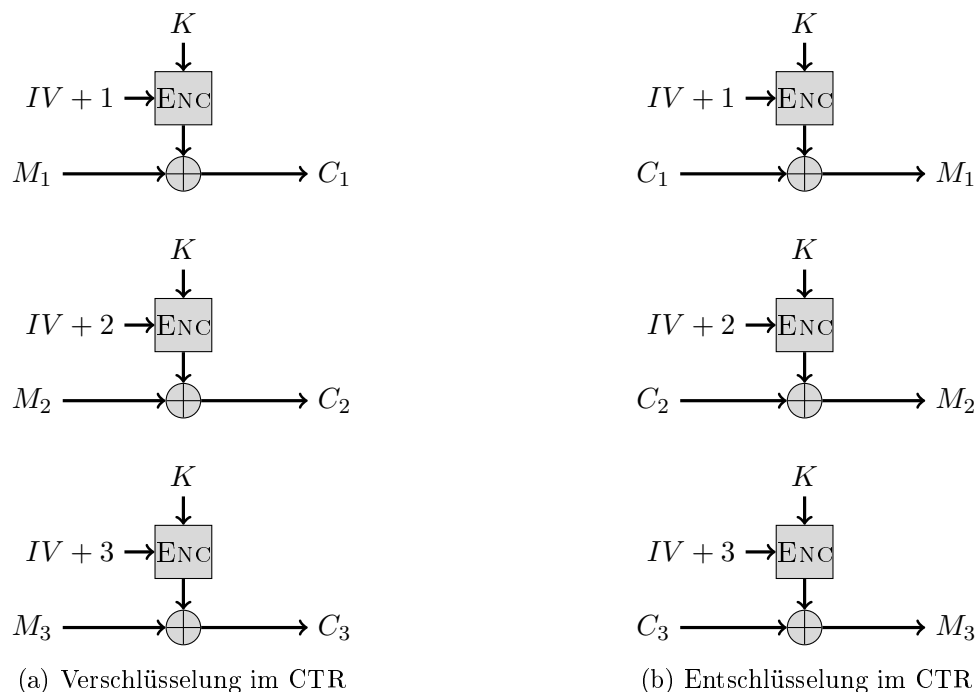 K
IV + 1 ENC
M₁ C₁
K
IV + 2 ENC
M₂ C₂
K
IV + 3 ENC
M₃ C₃
(a) Verschlüsselung im CTR
K
IV + 1 ENC
C₁ M₁
K
IV + 2 ENC
C₂ M₂
K
IV + 3 ENC
C₃ M₃
(b) Entschlüsselung im CTR